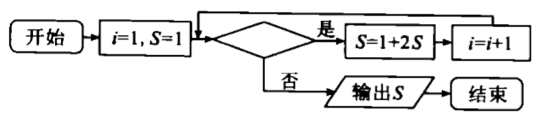 开始
i=1, S=1
是
S=1+2S
i=i+1
否
输出S
结束